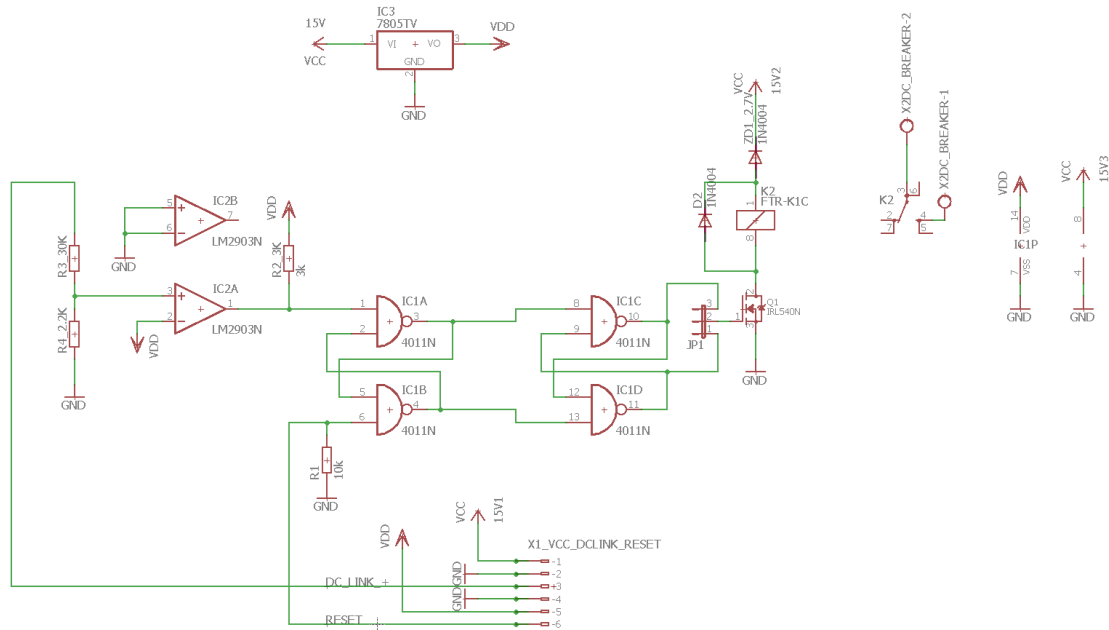 IC3
7805TV
15V
VCC
1
VI
+
VO
3
GND
2
VDD
GND
VCC
15V2
ZD1_2.7V
1N4004
D2
1N4004
K2
FTR-K1C
1
8
X2DC_BREAKER-2
X2DC_BREAKER-1
K2
3
6
2
7
4
5
VDD
14
VDD
IC1P
7
VSS
GND
VCC
15V3
8
+
4
GND
IC2B
5
+
6
-
+
7
LM2903N
GND
VDD
R2_3K
3k
R3_30K
R4_2.2K
GND
IC2A
3
+
2
-
+
1
LM2903N
VDD
IC1A
1
2
+
3
4011N
IC1B
5
6
+
4
4011N
IC1C
8
9
+
10
4011N
IC1D
12
13
+
11
4011N
3
2
1
JP1
2
1
3
Q1
IRL540N
GND
R1
10k
GND
VCC
15V1
VDD
X1_VCC_DCLINK_RESET
-1
GND
-2
DC_LINK_+
+3
GND
-4
-5
RESET
-6